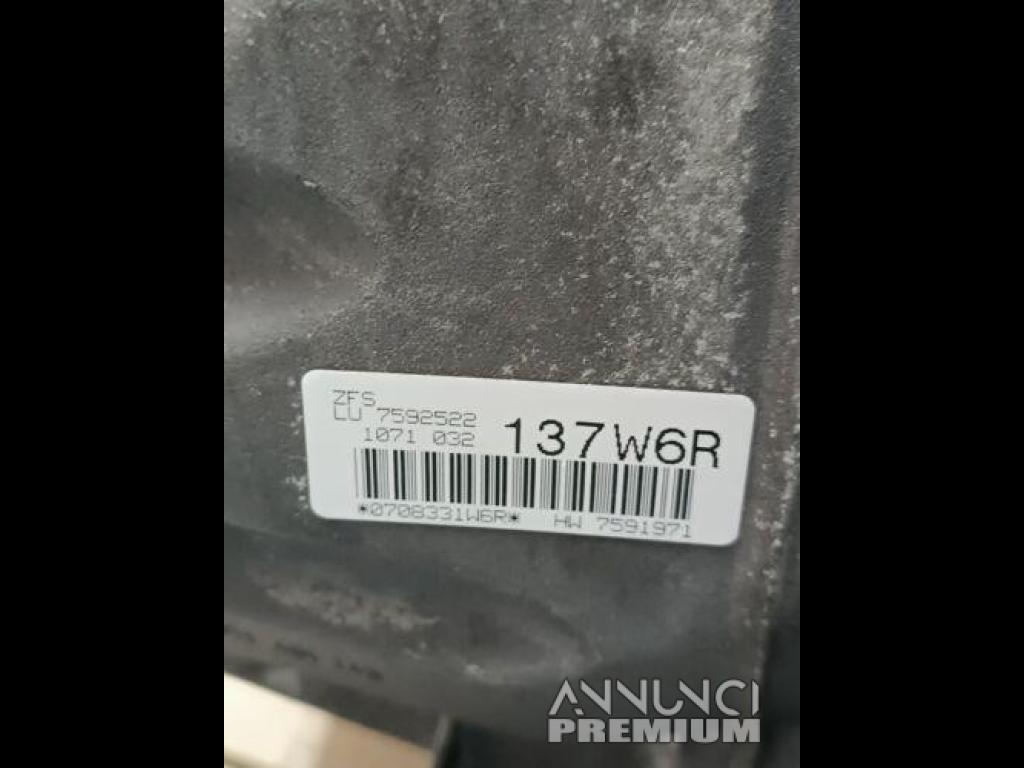 ZFS
LU 7592522
1071 032
137W6R
*0708331W6R* HW 7591971
ANNUNCI
PREMIUM